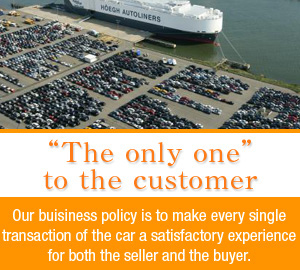 HÖEGH AUTOLINERS
“The only one”
to the customer
Our buisiness policy is to make every single
transaction of the car a satisfactory experience
for both the seller and the buyer.